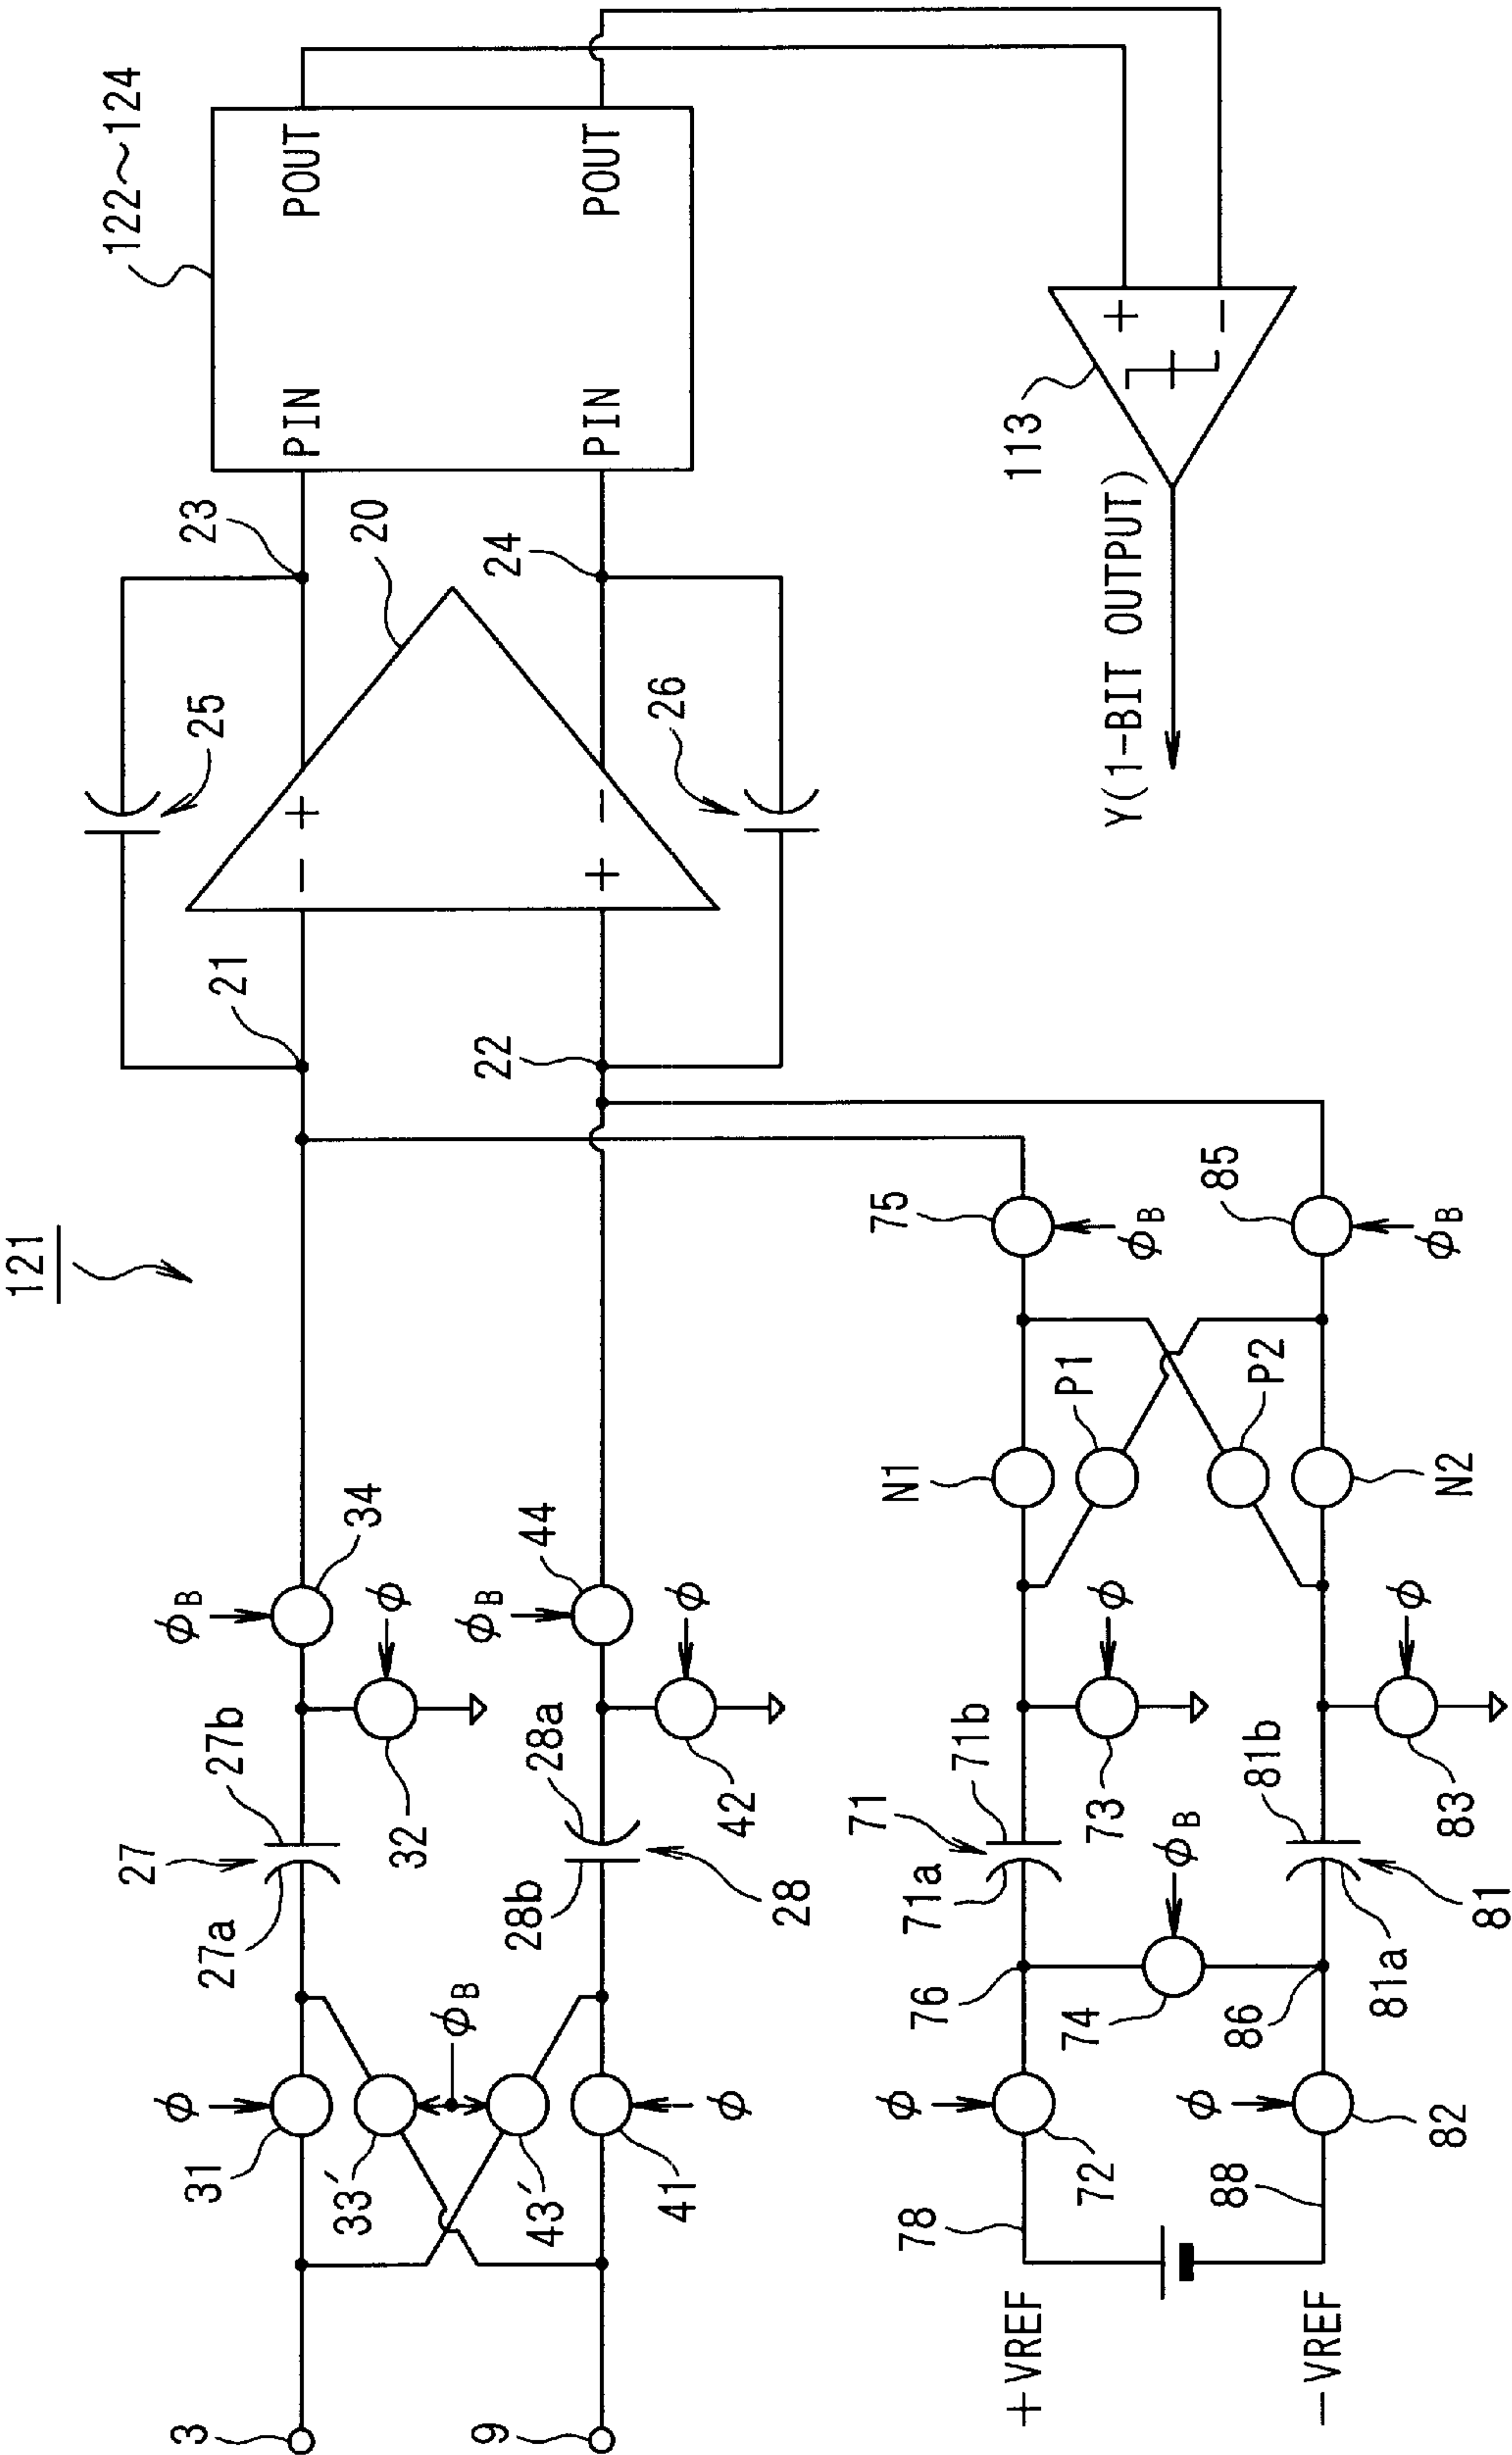 121
122~124
POUT
POUT
PIN
PIN
23
20
24
25
26
21
22
+
-
-
+
+
-
113
Y(1-BIT OUTPUT)
3
9
31
33′
43′
41
ϕ
ϕB
ϕ
27
27a
27b
28
28a
28b
32
ϕ
42
ϕ
34
ϕB
44
ϕB
+VREF
-VREF
78
88
72
ϕ
82
ϕ
76
74
ϕB
86
71
71a
71b
81
81a
81b
73
ϕ
83
ϕ
N1
P1
P2
N2
75
ϕB
85
ϕB